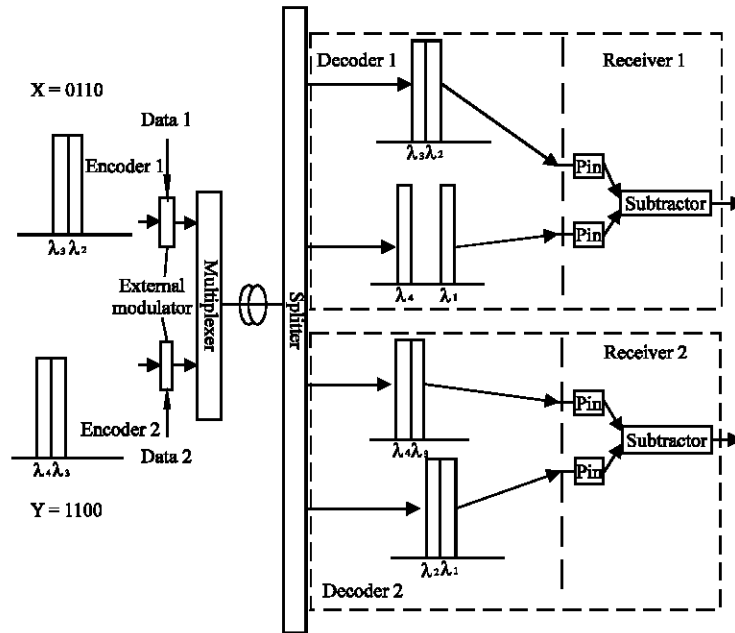 X = 0110
Data 1
Encoder 1
λ3 λ2
External
modulator
Multiplexer
λ4 λ3
Encoder 2
Data 2
Y = 1100
Splitter
Decoder 1
Receiver 1
λ3 λ2
Pin
Subtractor
Pin
λ4 λ1
Receiver 2
λ4 λ3
Pin
Subtractor
Pin
λ2 λ1
Decoder 2